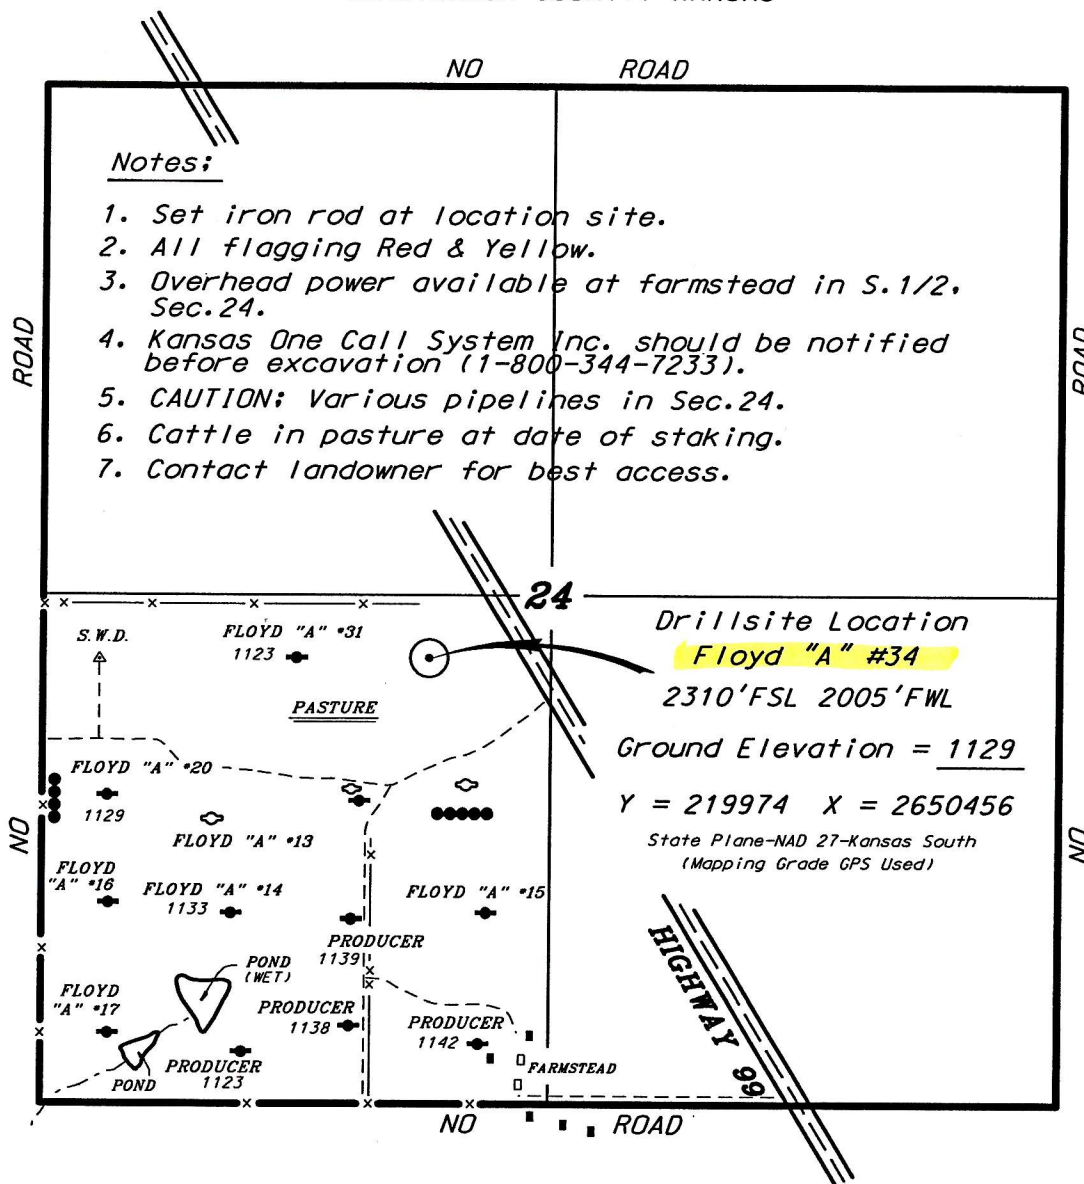 NO ROAD
Notes:
1. Set iron rod at location site.
2. All flagging Red & Yellow.
3. Overhead power available at farmstead in S.1/2,
Sec.24.
4. Kansas One Call System Inc. should be notified
before excavation (1-800-344-7233).
5. CAUTION: Various pipelines in Sec.24.
6. Cattle in pasture at date of staking.
7. Contact landowner for best access.
ROAD
NO
ROAD
NO
24
S.W.D.
FLOYD "A" #31
1123
PASTURE
Drillsite Location
Floyd "A" #34
2310'FSL 2005'FWL
Ground Elevation = 1129
Y = 219974 X = 2650456
State Plane-NAD 27-Kansas South
(Mapping Grade GPS Used)
FLOYD "A" #20
1129
FLOYD "A" #13
FLOYD
"A" #16
FLOYD "A" #14
1133
FLOYD "A" #15
PRODUCER
1139
POND
(WET)
FLOYD
"A" #17
PRODUCER
1138
PRODUCER
1142
POND
PRODUCER
1123
FARMSTEAD
HIGHWAY 99
NO ROAD